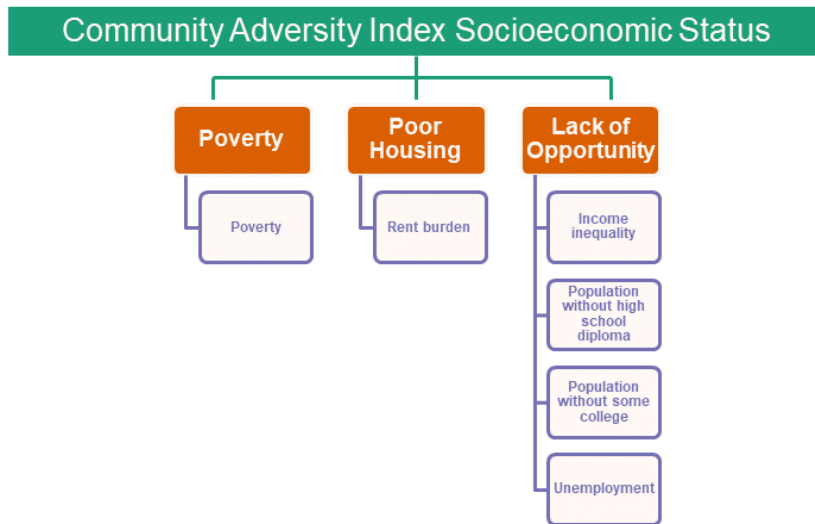 Community Adversity Index Socioeconomic Status
Poverty
Poverty
Poor
Housing
Rent burden
Lack of
Opportunity
Income
inequality
Population
without high
school
diploma
Population
without some
college
Unemployment